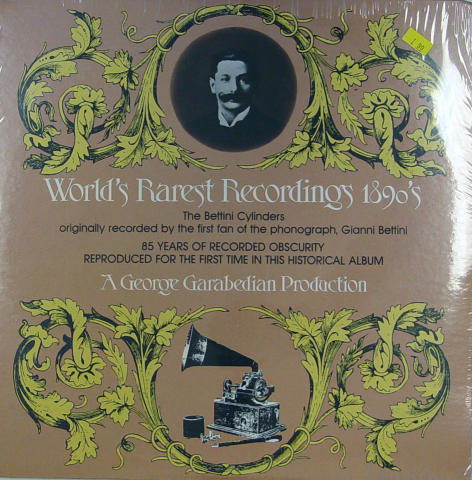 World's Rarest Recordings 1890's
The Bettini Cylinders
originally recorded by the first fan of the phonograph, Gianni Bettini
85 YEARS OF RECORDED OBSCURITY
REPRODUCED FOR THE FIRST TIME IN THIS HISTORICAL ALBUM
A George Garabedian Production